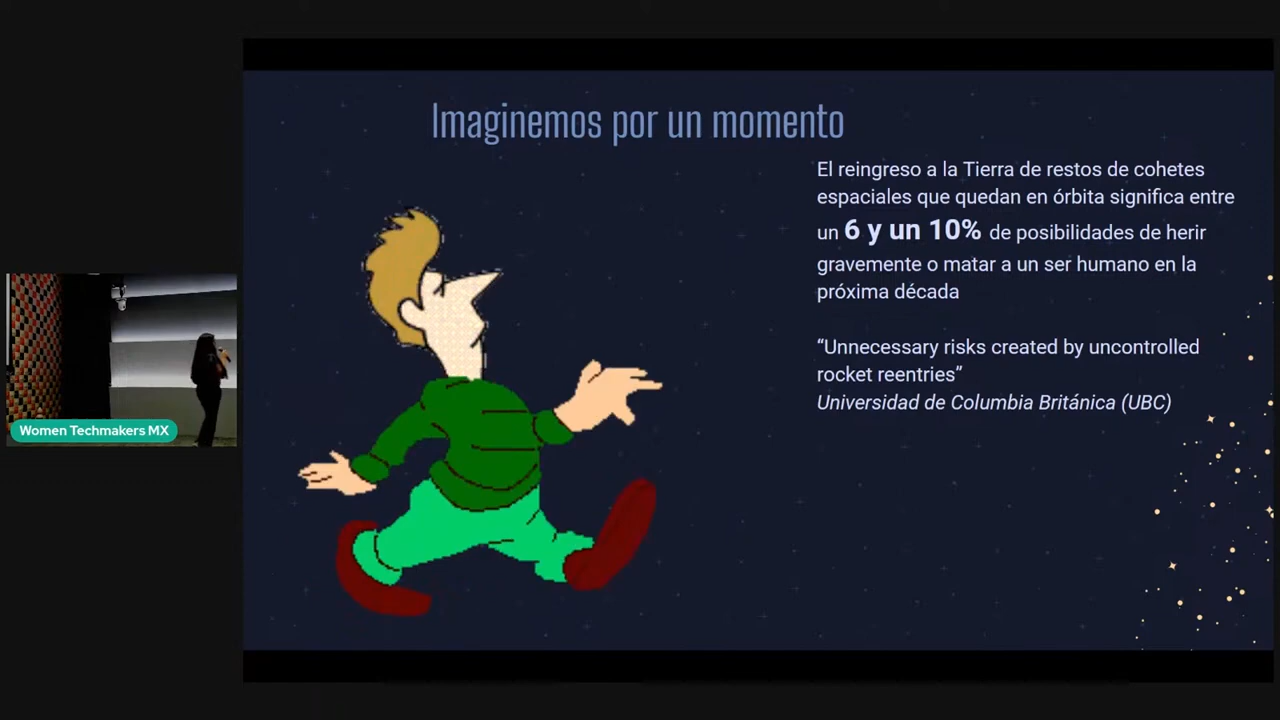 Imaginemos por un momento
El reingreso a la Tierra de restos de cohetes
espaciales que quedan en órbita significa entre
un 6 y un 10% de posibilidades de herir
gravemente o matar a un ser humano en la
próxima década
“Unnecessary risks created by uncontrolled
rocket reentries”
Universidad de Columbia Británica (UBC)
Women Techmakers MX